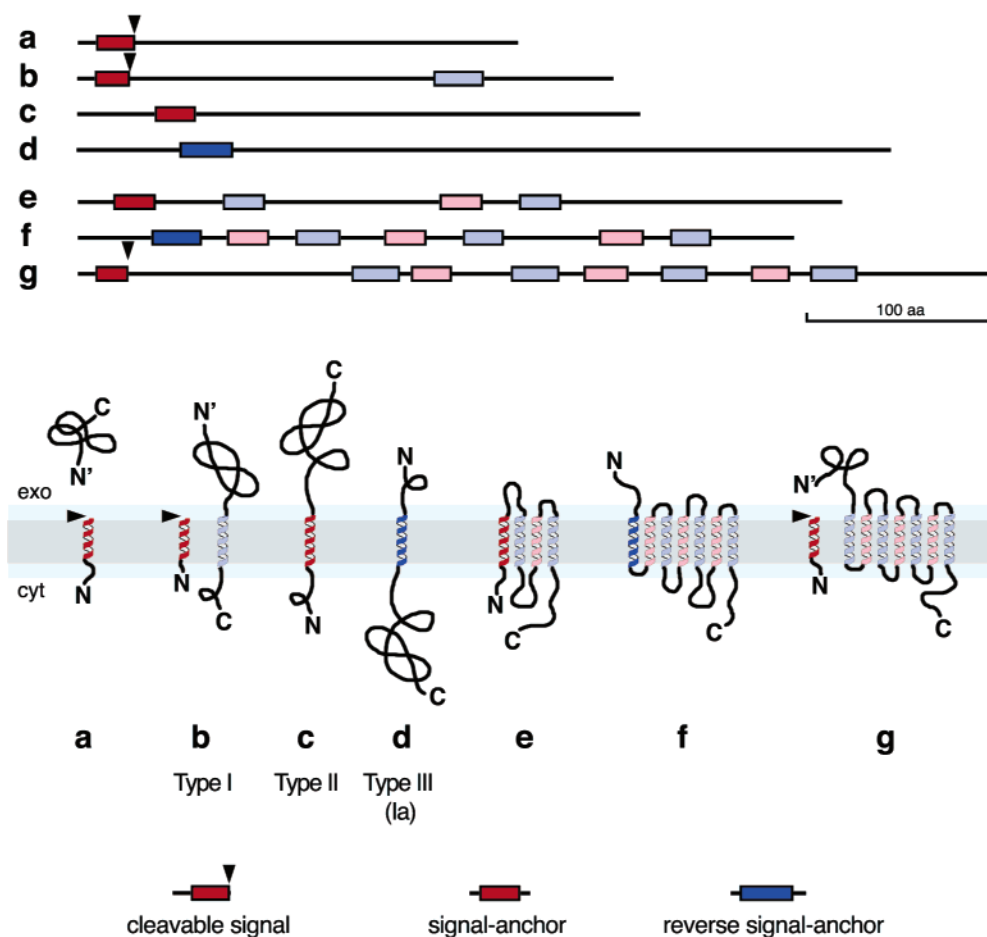 a
b
c
d
e
f
g
100 aa
C
N'
exo
cyt
N
N'
N
C
C
N
N
C
N
C
N
C
N'
N
C
a b c d e f g
Type I Type II Type III
(Ia)
cleavable signal signal-anchor reverse signal-anchor